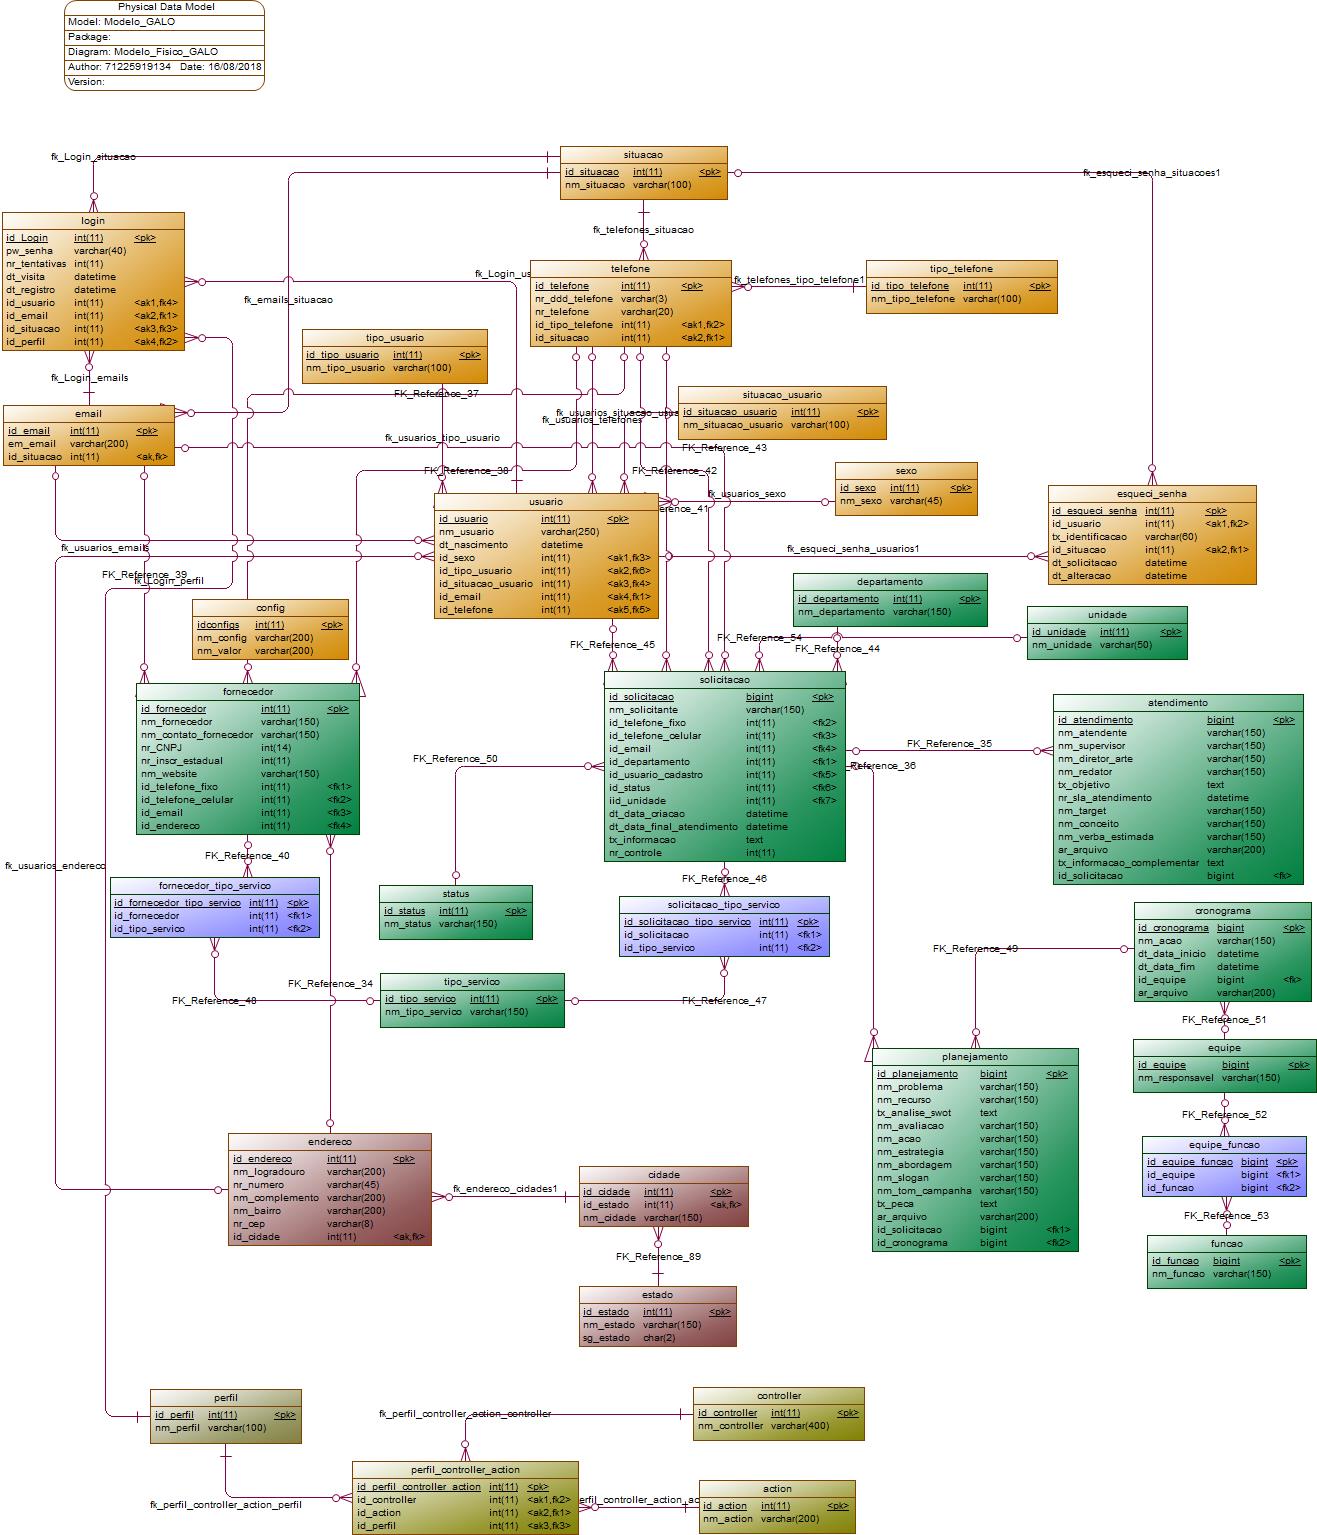 Physical Data Model
Model: Modelo_GALO
Package:
Diagram: Modelo_Fisico_GALO
Author: 71225919134 Date: 16/08/2018
Version:
fk_Login_situacao
situacao
id_situacao int(11) <pk>
nm_situacao varchar(100)
fk_esqueci_senha_situacoes1
login
id_Login int(11) <pk>
pw_senha varchar(40)
nr_tentativas int(11)
dt_visita datetime
dt_registro datetime
id_usuario int(11) <ak1,fk4>
id_email int(11) <ak2,fk1>
id_situacao int(11) <ak3,fk3>
id_perfil int(11) <ak4,fk2>
fk_telefones_situacao
fk_Login_us
fk_emails_situacao
telefone
id_telefone int(11) <pk>
nr_ddd_telefone varchar(3)
nr_telefone varchar(20)
id_tipo_telefone int(11) <ak1,fk2>
id_situacao int(11) <ak2,fk1>
fk_telefones_tipo_telefone1
tipo_telefone
id_tipo_telefone int(11) <pk>
nm_tipo_telefone varchar(100)
tipo_usuario
id_tipo_usuario int(11) <pk>
nm_tipo_usuario varchar(100)
fk_Login_emails
FK_Reference_37
situacao_usuario
id_situacao_usuario int(11) <pk>
nm_situacao_usuario varchar(100)
fk_usuarios_situacao_usua
fk_usuarios_telefones
email
id_email int(11) <pk>
em_email varchar(200)
id_situacao int(11) <ak,fk>
fk_usuarios_tipo_usuario
FK_Reference_43
FK_Reference_38
FK_Reference_42
sexo
id_sexo int(11) <pk>
nm_sexo varchar(45)
fk_usuarios_sexo
erence_41
usuario
id_usuario int(11) <pk>
nm_usuario varchar(250)
dt_nascimento datetime
id_sexo int(11) <ak1,fk3>
id_tipo_usuario int(11) <ak2,fk6>
id_situacao_usuario int(11) <ak3,fk4>
id_email int(11) <ak4,fk1>
id_telefone int(11) <ak5,fk5>
esqueci_senha
id_esqueci_senha int(11) <pk>
id_usuario int(11) <ak1,fk2>
tx_identificacao varchar(60)
id_situacao int(11) <ak2,fk1>
dt_solicitacao datetime
dt_alteracao datetime
fk_usuarios_emails
fk_esqueci_senha_usuarios1
FK_Reference_39
fk_Login_perfil
departamento
id_departamento int(11) <pk>
nm_departamento varchar(150)
config
idconfigs int(11) <pk>
nm_config varchar(200)
nm_valor varchar(200)
unidade
id_unidade int(11) <pk>
nm_unidade varchar(50)
FK_Reference_45
FK_Reference_54
FK_Reference_44
fornecedor
id_fornecedor int(11) <pk>
nm_fornecedor varchar(150)
nm_contato_fornecedor varchar(150)
nr_CNPJ int(14)
nr_inscr_estadual int(11)
nm_website varchar(150)
id_telefone_fixo int(11) <fk1>
id_telefone_celular int(11) <fk2>
id_email int(11) <fk3>
id_endereco int(11) <fk4>
solicitacao
id_solicitacao bigint <pk>
nm_solicitante varchar(150)
id_telefone_fixo int(11) <fk2>
id_telefone_celular int(11) <fk3>
id_email int(11) <fk4>
id_departamento int(11) <fk1>
id_usuario_cadastro int(11) <fk5>
id_status int(11) <fk6>
iid_unidade int(11) <fk7>
dt_data_criacao datetime
dt_data_final_atendimento datetime
tx_informacao text
nr_controle int(11)
atendimento
id_atendimento bigint <pk>
nm_atendente varchar(150)
nm_supervisor varchar(150)
nm_diretor_arte varchar(150)
nm_redator varchar(150)
tx_objetivo text
nr_sla_atendimento datetime
nm_target varchar(150)
nm_conceito varchar(150)
nm_verba_estimada varchar(150)
ar_arquivo varchar(200)
tx_informacao_complementar text
id_solicitacao bigint <fk>
FK_Reference_35
FK_Reference_50
Reference_36
FK_Reference_40
fk_usuarios_endereco
FK_Reference_46
fornecedor_tipo_servico
id_fornecedor_tipo_servico int(11) <pk>
id_fornecedor int(11) <fk1>
id_tipo_servico int(11) <fk2>
status
id_status int(11) <pk>
nm_status varchar(150)
solicitacao_tipo_servico
id_solicitacao_tipo_servico int(11) <pk>
id_solicitacao int(11) <fk1>
id_tipo_servico int(11) <fk2>
cronograma
id_cronograma bigint <pk>
nm_acao varchar(150)
dt_data_inicio datetime
dt_data_fim datetime
id_equipe bigint <fk>
ar_arquivo varchar(200)
FK_Reference_49
FK_Reference_34
tipo_servico
id_tipo_servico int(11) <pk>
nm_tipo_servico varchar(150)
FK_Reference_48
FK_Reference_47
FK_Reference_51
equipe
id_equipe bigint <pk>
nm_responsavel varchar(150)
planejamento
id_planejamento bigint <pk>
nm_problema varchar(150)
nm_recurso varchar(150)
tx_analise_swot text
nm_avaliacao varchar(150)
nm_acao varchar(150)
nm_estrategia varchar(150)
nm_abordagem varchar(150)
nm_slogan varchar(150)
nm_tom_campanha varchar(150)
tx_peca text
ar_arquivo varchar(200)
id_solicitacao bigint <fk1>
id_cronograma bigint <fk2>
FK_Reference_52
equipe_funcao
id_equipe_funcao bigint <pk>
id_equipe bigint <fk1>
id_funcao bigint <fk2>
FK_Reference_53
funcao
id_funcao bigint <pk>
nm_funcao varchar(150)
endereco
id_endereco int(11) <pk>
nm_logradouro varchar(200)
nr_numero varchar(45)
nm_complemento varchar(200)
nm_bairro varchar(200)
nr_cep varchar(8)
id_cidade int(11) <ak,fk>
fk_endereco_cidades1
cidade
id_cidade int(11) <pk>
id_estado int(11) <ak,fk>
nm_cidade varchar(150)
FK_Reference_89
estado
id_estado int(11) <pk>
nm_estado varchar(150)
sg_estado char(2)
perfil
id_perfil int(11) <pk>
nm_perfil varchar(100)
controller
id_controller int(11) <pk>
nm_controller varchar(400)
fk_perfil_controller_action_controller
perfil_controller_action
id_perfil_controller_action int(11) <pk>
id_controller int(11) <ak1,fk2>
id_action int(11) <ak2,fk1>
id_perfil int(11) <ak3,fk3>
fk_perfil_controller_action_perfil
erfil_controller_action_ac
action
id_action int(11) <pk>
nm_action varchar(200)